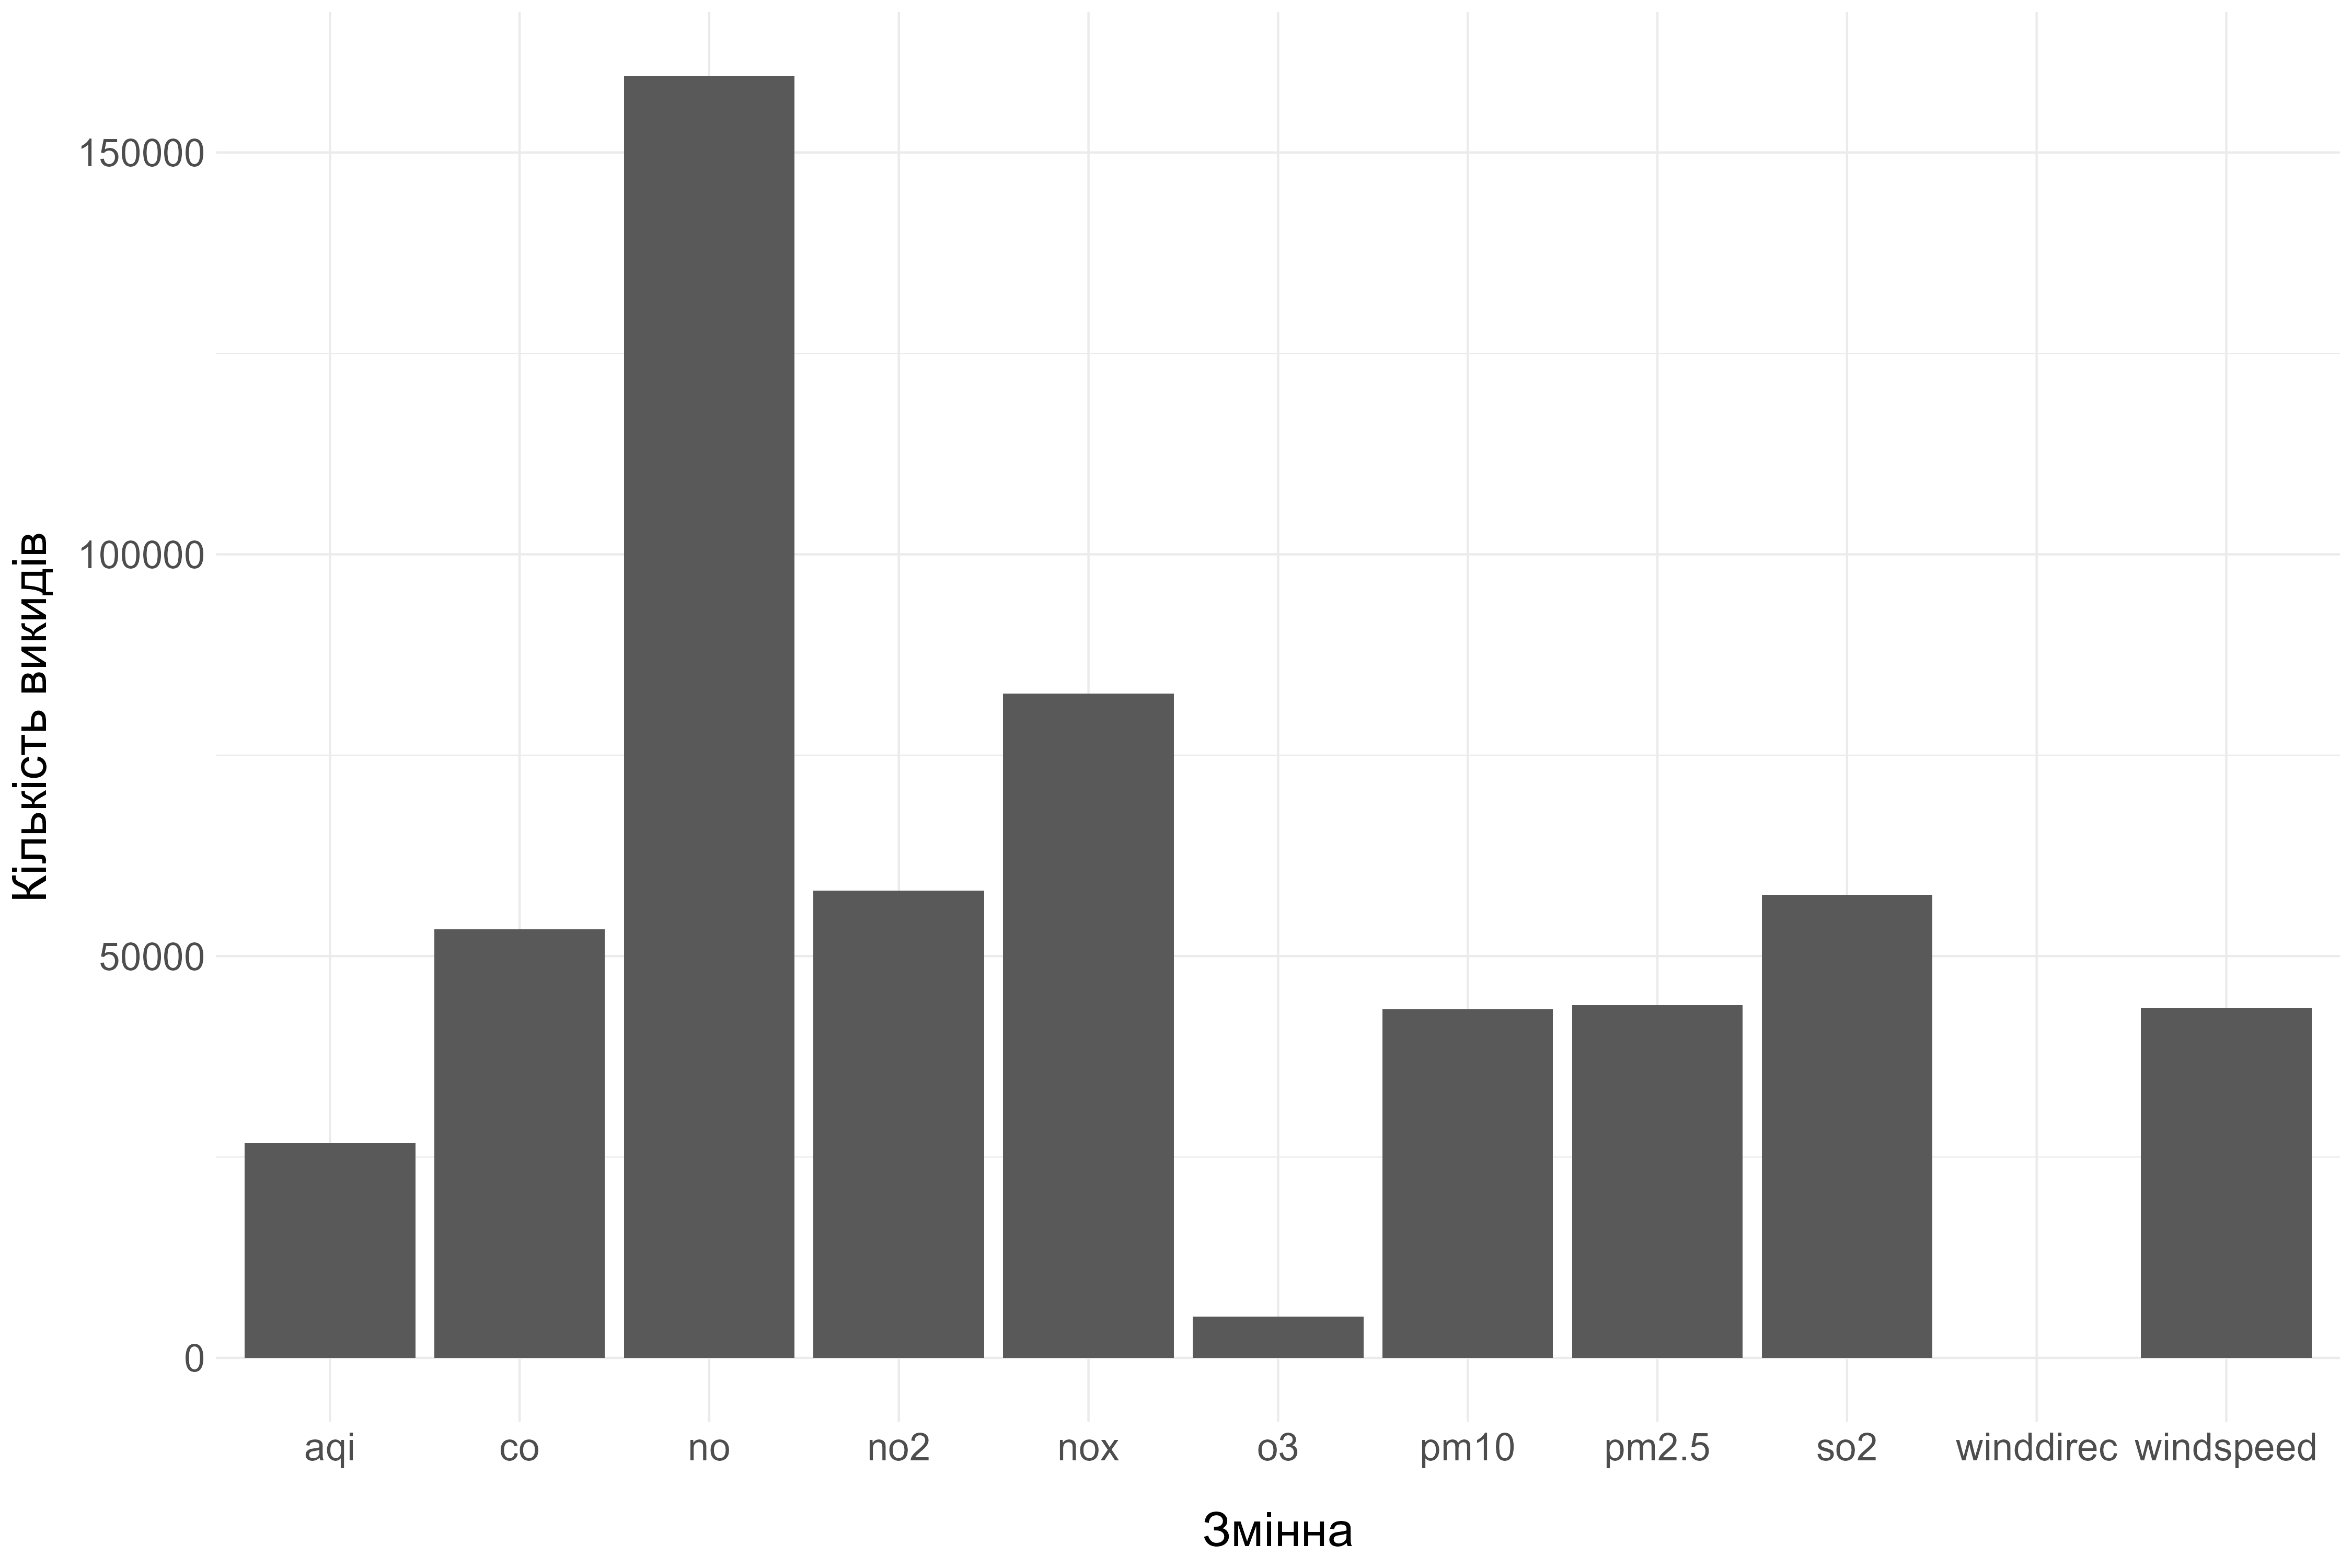 Кількість викидів
150000
100000
50000
0
aqi co no no2 nox o3 pm10 pm2.5 so2 winddirec windspeed
Змінна